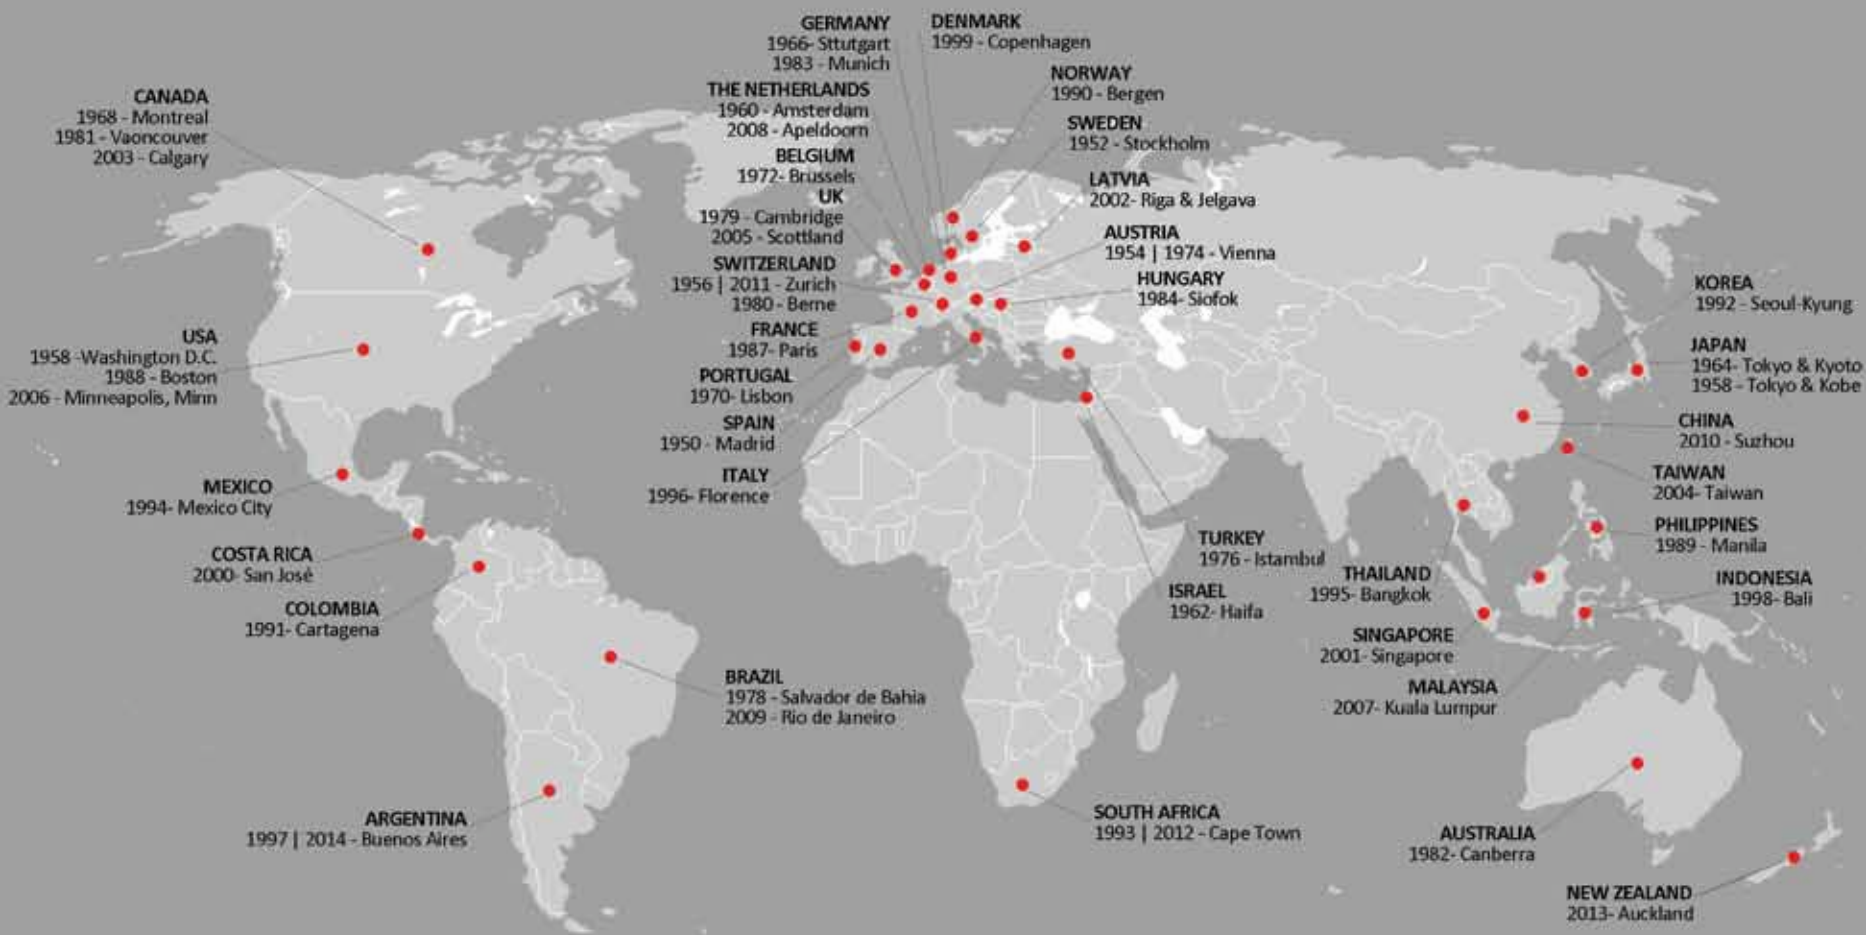 GERMANY
1966- Sttutgart
1983 - Munich
DENMARK
1999 - Copenhagen
NORWAY
1990 - Bergen
THE NETHERLANDS
1960 - Amsterdam
2008 - Apeldoorn
CANADA
1968 - Montreal
1981 - Vaoncouver
2003 - Calgary
SWEDEN
1952 - Stockholm
BELGIUM
1972- Brussels
LATVIA
2002- Riga & Jelgava
UK
1979 - Cambridge
2005 - Scottland
AUSTRIA
1954 | 1974 - Vienna
SWITZERLAND
1956 | 2011 - Zurich
1980 - Berne
HUNGARY
1984- Siofok
KOREA
1992 - Seoul-Kyung
USA
1958 -Washington D.C.
1988 - Boston
2006 - Minneapolis, Minn
FRANCE
1987- Paris
JAPAN
1964- Tokyo & Kyoto
1958 - Tokyo & Kobe
PORTUGAL
1970- Lisbon
SPAIN
1950 - Madrid
CHINA
2010 - Suzhou
ITALY
1996- Florence
TAIWAN
2004- Taiwan
MEXICO
1994- Mexico City
PHILIPPINES
1989 - Manila
TURKEY
1976 - Istambul
COSTA RICA
2000- San José
THAILAND
1995- Bangkok
INDONESIA
1998- Bali
ISRAEL
1962- Haifa
COLOMBIA
1991- Cartagena
SINGAPORE
2001- Singapore
BRAZIL
1978 - Salvador de Bahia
2009 - Rio de Janeiro
MALAYSIA
2007- Kuala Lumpur
SOUTH AFRICA
1993 | 2012 - Cape Town
ARGENTINA
1997 | 2014 - Buenos Aires
AUSTRALIA
1982- Canberra
NEW ZEALAND
2013- Auckland